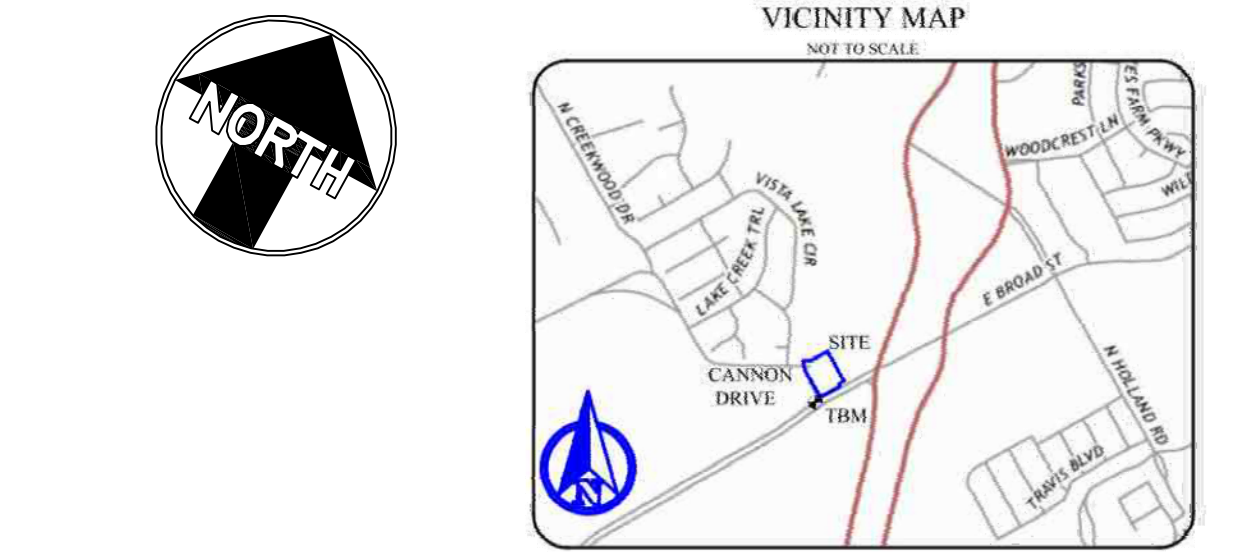 NORTH
VICINITY MAP
NOT TO SCALE
N CREEKWOOD DR
VISTA LAKE CIR
LAKE CREEK TRL
PARKS
ES FARM PKWY
WOODCREST LN
WILL
E BROAD ST
SITE
CANNON
DRIVE
TBM
N HOLLAND RD
TRAVIS BLVD
N